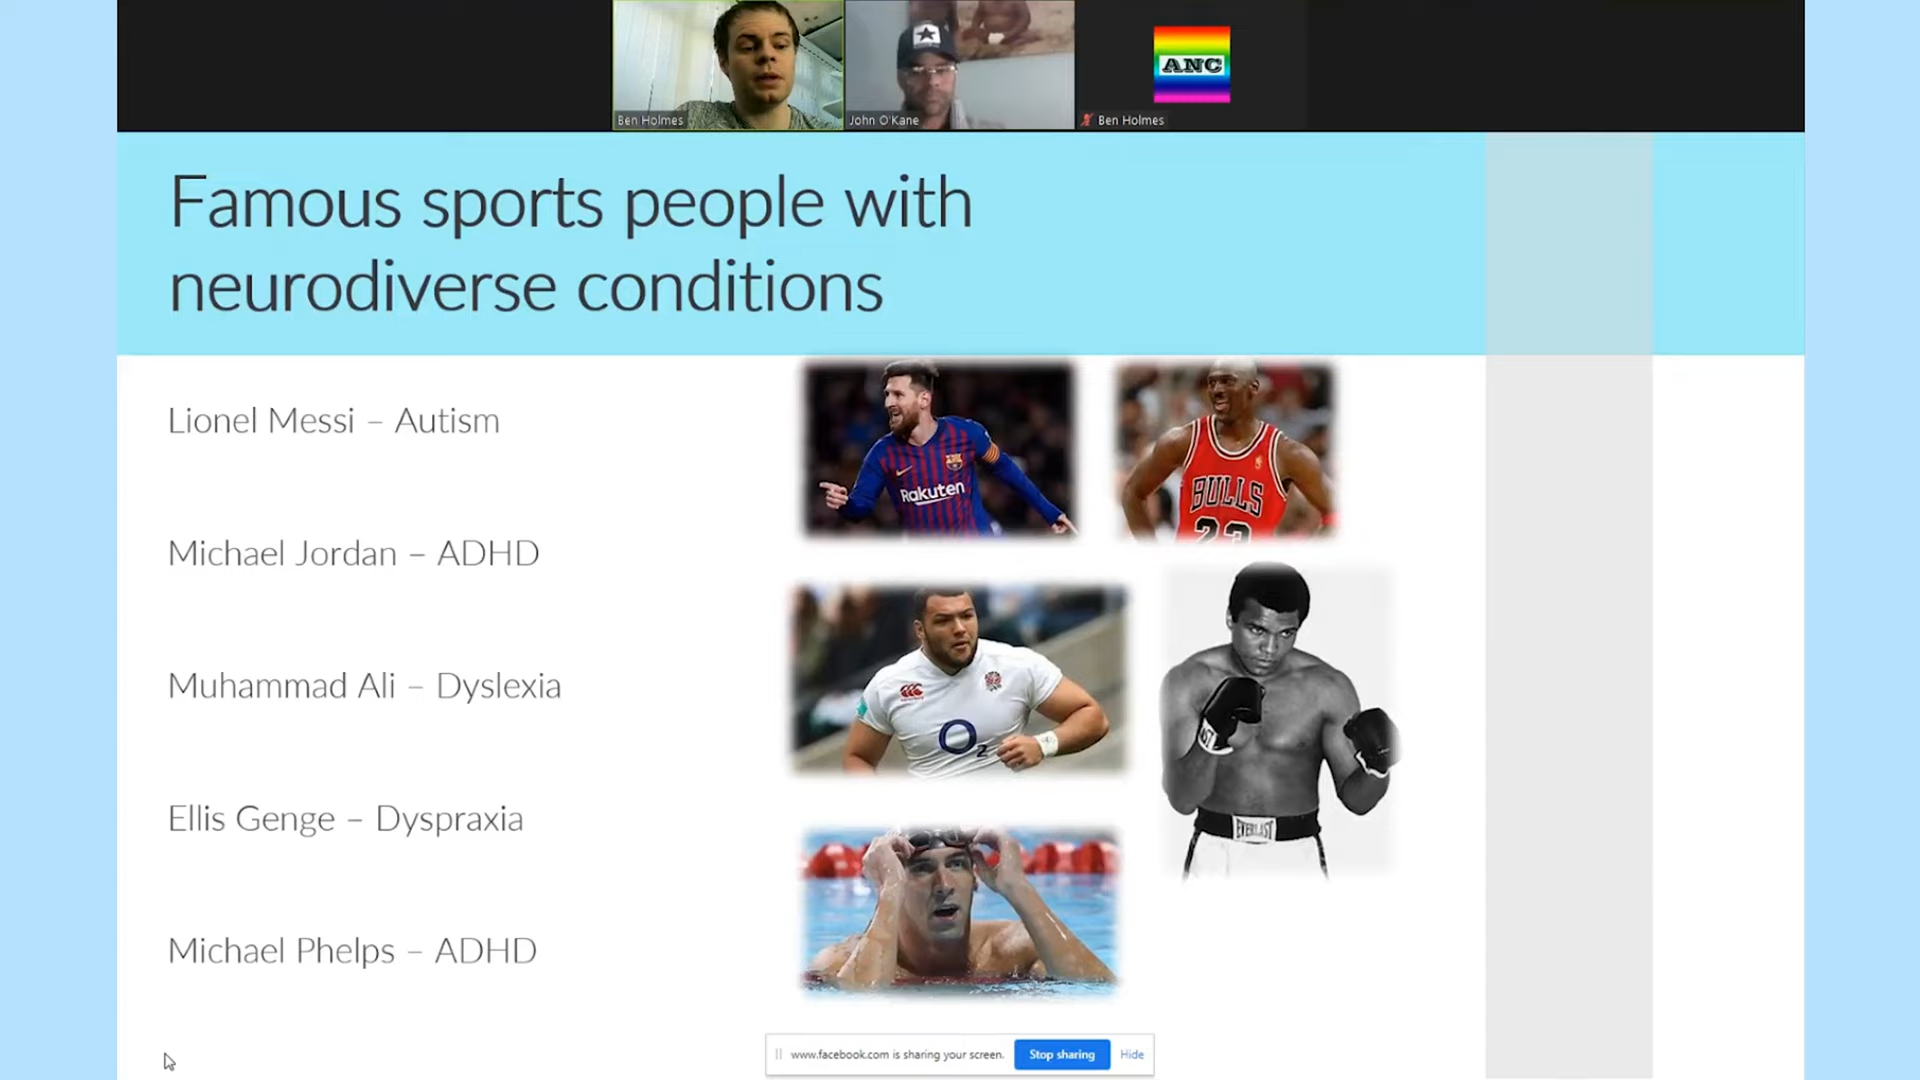 Ben Holmes
John O'Kane
ANC
Ben Holmes
Famous sports people with
neurodiverse conditions
Lionel Messi – Autism
Michael Jordan – ADHD
Muhammad Ali – Dyslexia
Ellis Genge – Dyspraxia
Michael Phelps – ADHD
Rakuten
BULLS
23
O2
EVERLAST
www.facebook.com is sharing your screen.
Stop sharing
Hide